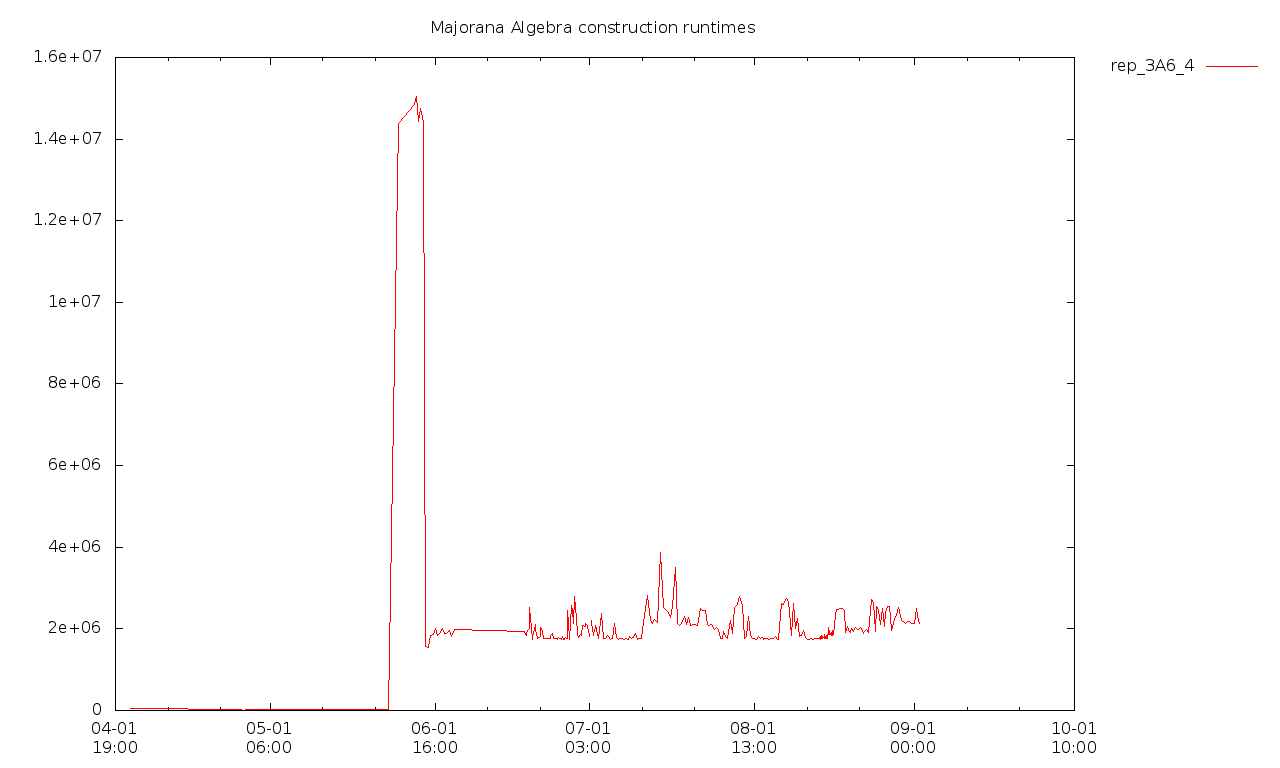 Majorana Algebra construction runtimes
rep_3A6_4
1.6e+07
1.4e+07
1.2e+07
1e+07
8e+06
6e+06
4e+06
2e+06
0
04-01 05-01 06-01 07-01 08-01 09-01 10-01
19:00 06:00 16:00 03:00 13:00 00:00 10:00